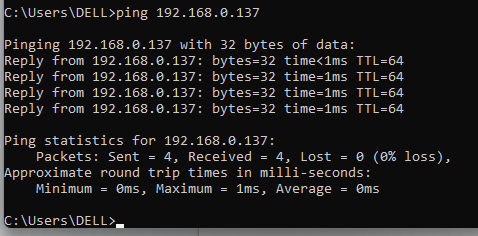 C:\Users\DELL>ping 192.168.0.137
Pinging 192.168.0.137 with 32 bytes of data:
Reply from 192.168.0.137: bytes=32 time<1ms TTL=64
Reply from 192.168.0.137: bytes=32 time=1ms TTL=64
Reply from 192.168.0.137: bytes=32 time=1ms TTL=64
Reply from 192.168.0.137: bytes=32 time=1ms TTL=64
Ping statistics for 192.168.0.137:
    Packets: Sent = 4, Received = 4, Lost = 0 (0% loss),
Approximate round trip times in milli-seconds:
    Minimum = 0ms, Maximum = 1ms, Average = 0ms
C:\Users\DELL>